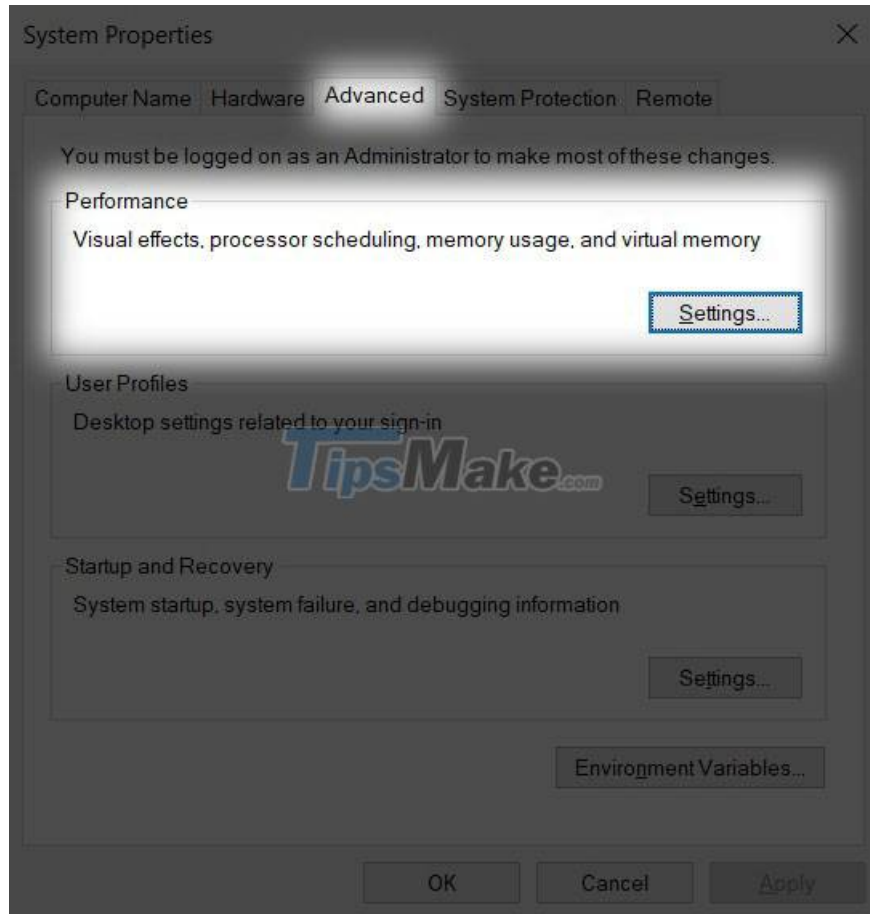 System Properties
Computer Name Hardware Advanced System Protection Remote
You must be logged on as an Administrator to make most of these changes.
Performance
Visual effects, processor scheduling, memory usage, and virtual memory
Settings...
User Profiles
Desktop settings related to your sign-in
TipsMake.com
Settings...
Startup and Recovery
System startup, system failure, and debugging information
Settings...
Environment Variables...
OK Cancel Apply